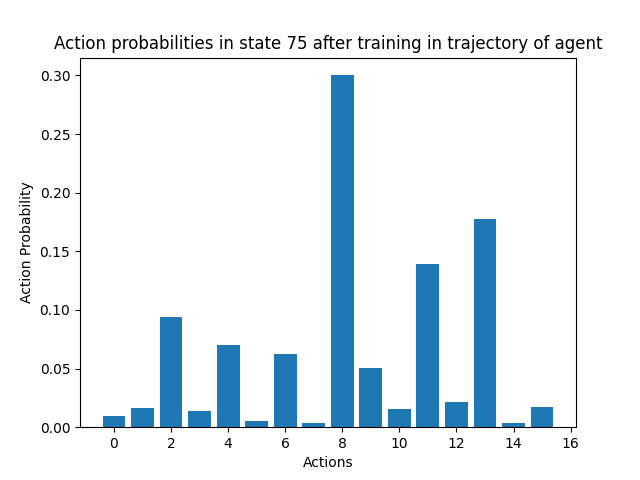 Action probabilities in state 75 after training in trajectory of agent
0.30
0.25
0.20
0.15
0.10
0.05
0.00
Action Probability
0 2 4 6 8 10 12 14 16
Actions